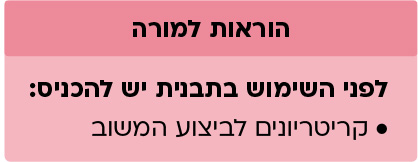 הוראות למורה
לפני השימוש בתבנית יש להכניס:
• קריטריונים לביצוע המשוב